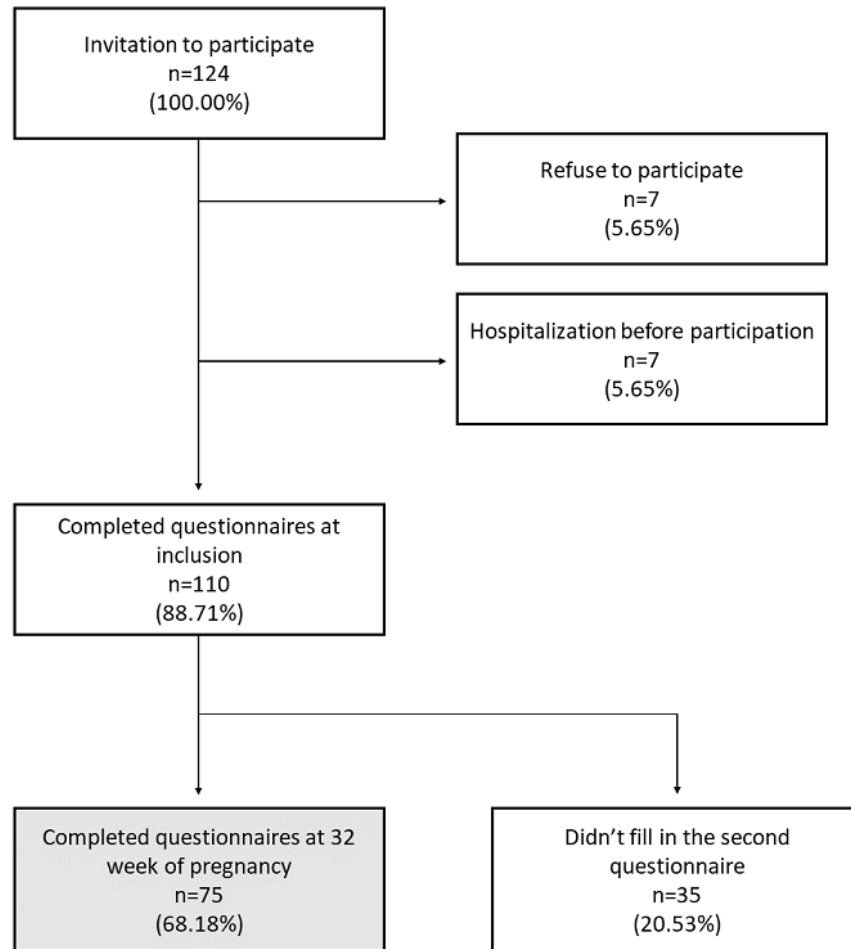 Invitation to participate
n=124
(100.00%)
Refuse to participate
n=7
(5.65%)
Hospitalization before participation
n=7
(5.65%)
Completed questionnaires at
inclusion
n=110
(88.71%)
Completed questionnaires at 32
week of pregnancy
n=75
(68.18%)
Didn’t fill in the second
questionnaire
n=35
(20.53%)